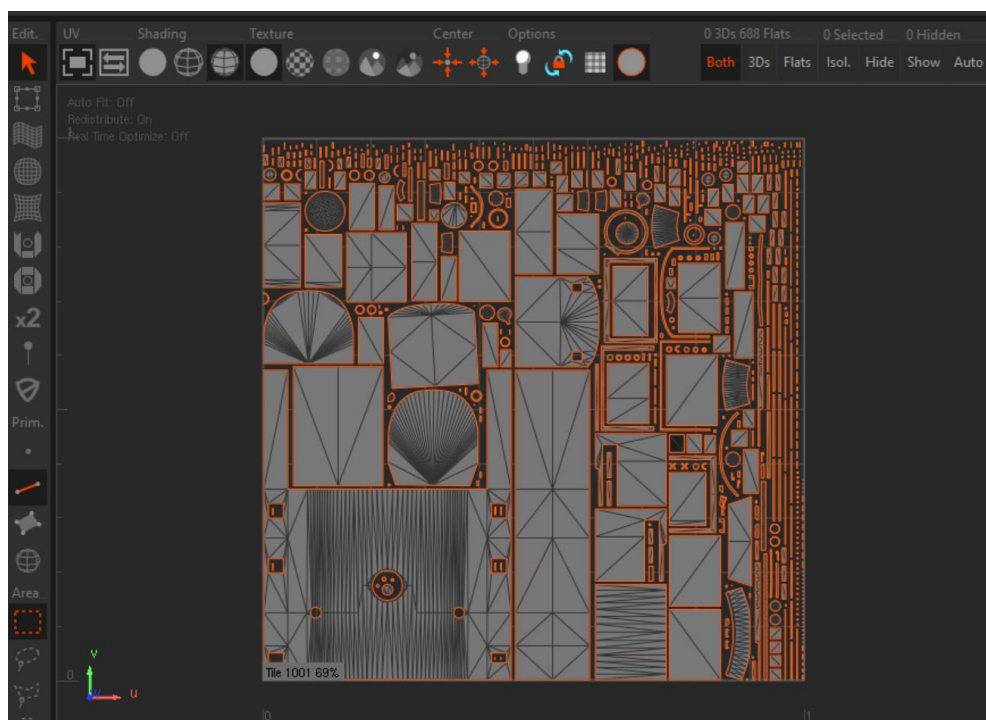 Edit. UV Shading Texture Center Options 0 3Ds 688 Flats 0 Selected 0 Hidden
Both 3Ds Flats Isol. Hide Show Auto
Auto Fit: Off
Redistribute: On
Real Time Optimize: Off
1
x2
Prim.
Area
Tile 1001 69%
v
0
u
0 1